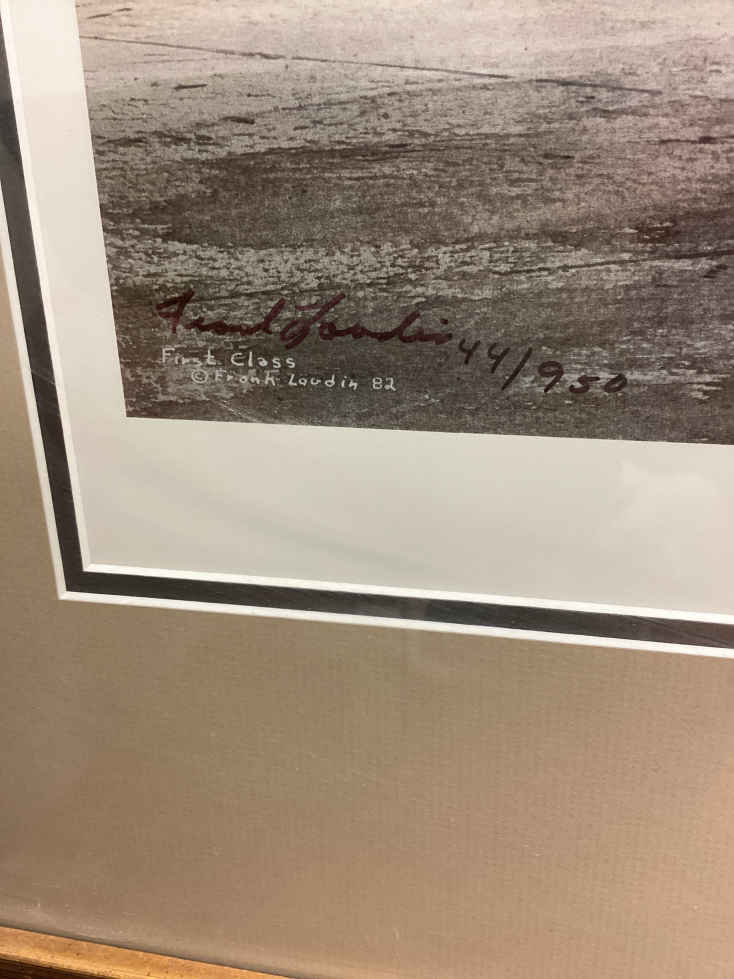 Frank Loudin 44/950
First Class
© Frank Loudin 82